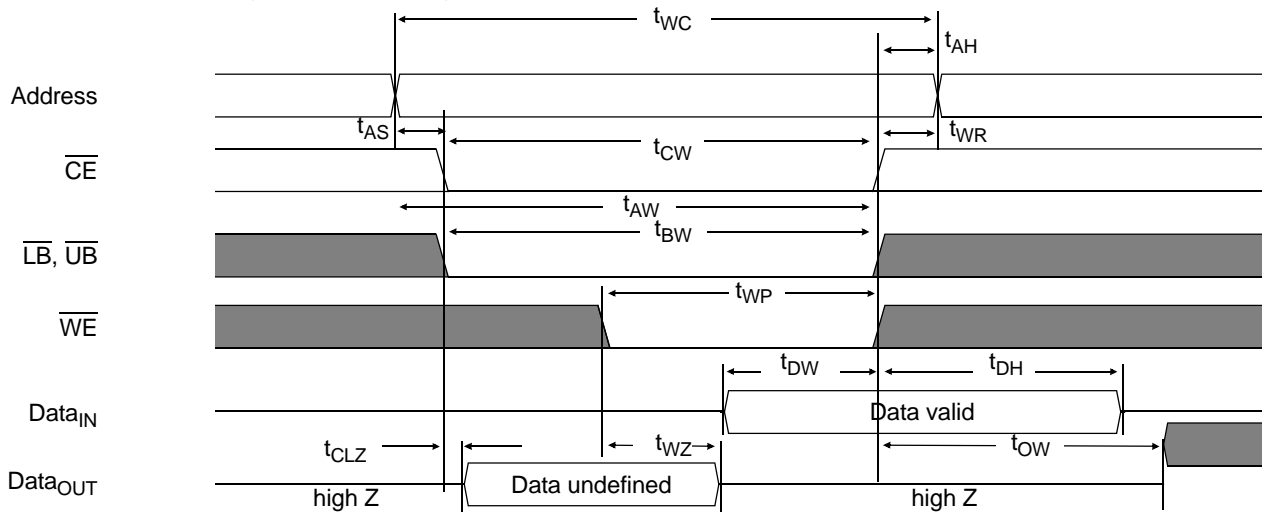 tWC
tAH
Address
tAS
tCW
tWR
CE
tAW
tBW
LB, UB
tWP
WE
tDW
tDH
DataIN
Data valid
tCLZ
tWZ
tOW
DataOUT
Data undefined
high Z
high Z